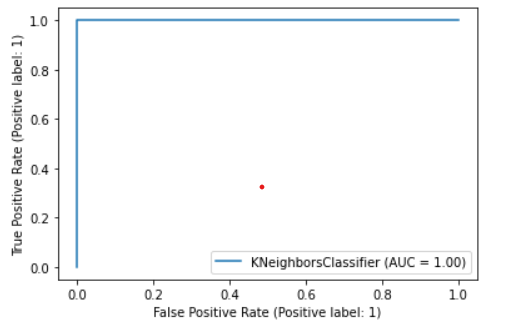 1.0
0.8
0.6
0.4
0.2
0.0
True Positive Rate (Positive label: 1)
KNeighborsClassifier (AUC = 1.00)
0.0 0.2 0.4 0.6 0.8 1.0
False Positive Rate (Positive label: 1)